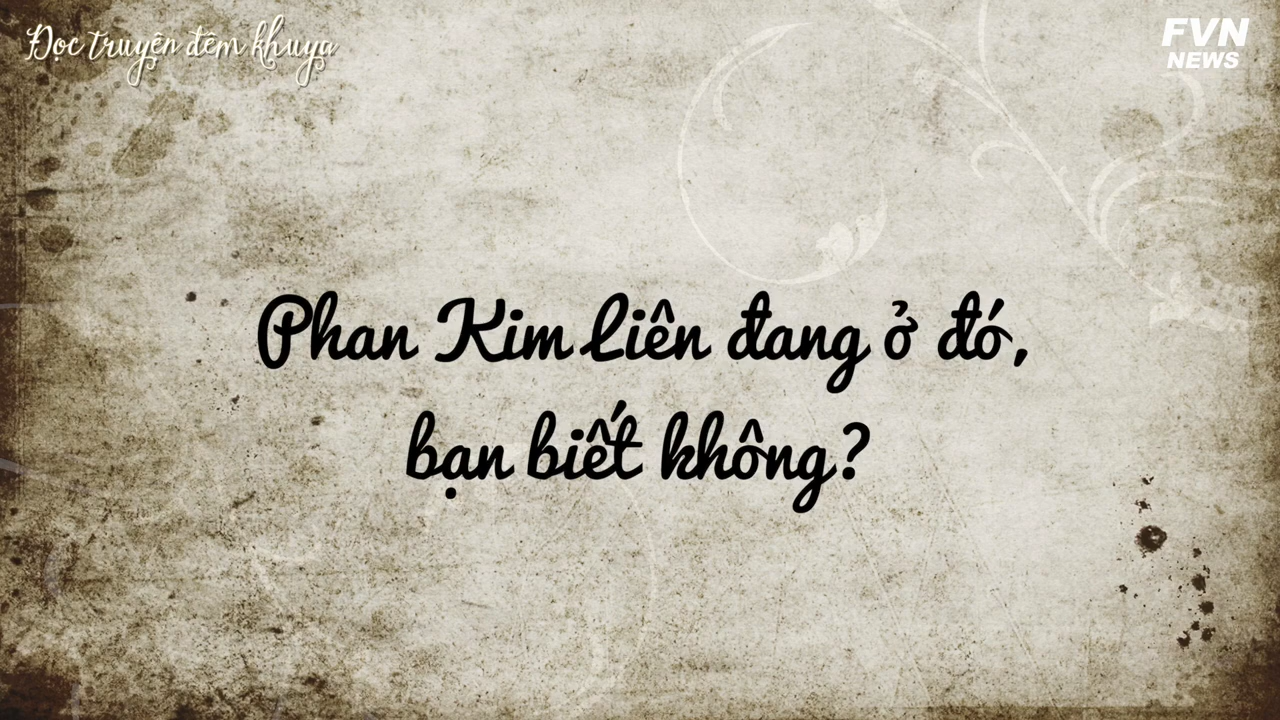 Đọc truyện đêm khuya
FVN
NEWS
Phan Kim Liên đang ở đó,
bạn biết không?